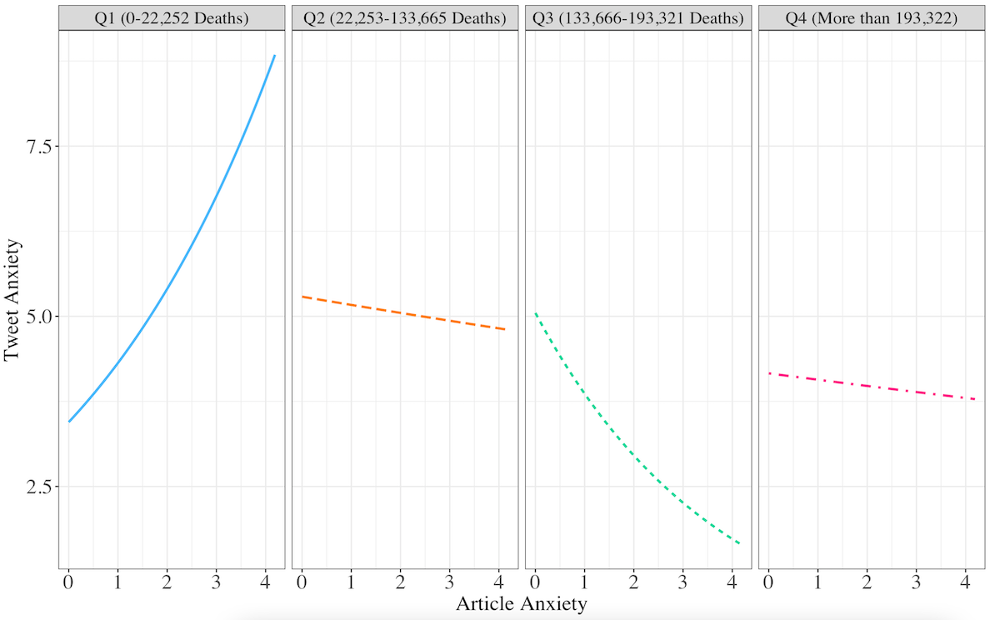 Q1 (0-22,252 Deaths)
Q2 (22,253-133,665 Deaths)
Q3 (133,666-193,321 Deaths)
Q4 (More than 193,322)
Tweet Anxiety
7.5
5.0
2.5
0 1 2 3 4
0 1 2 3 4
0 1 2 3 4
0 1 2 3 4
Article Anxiety